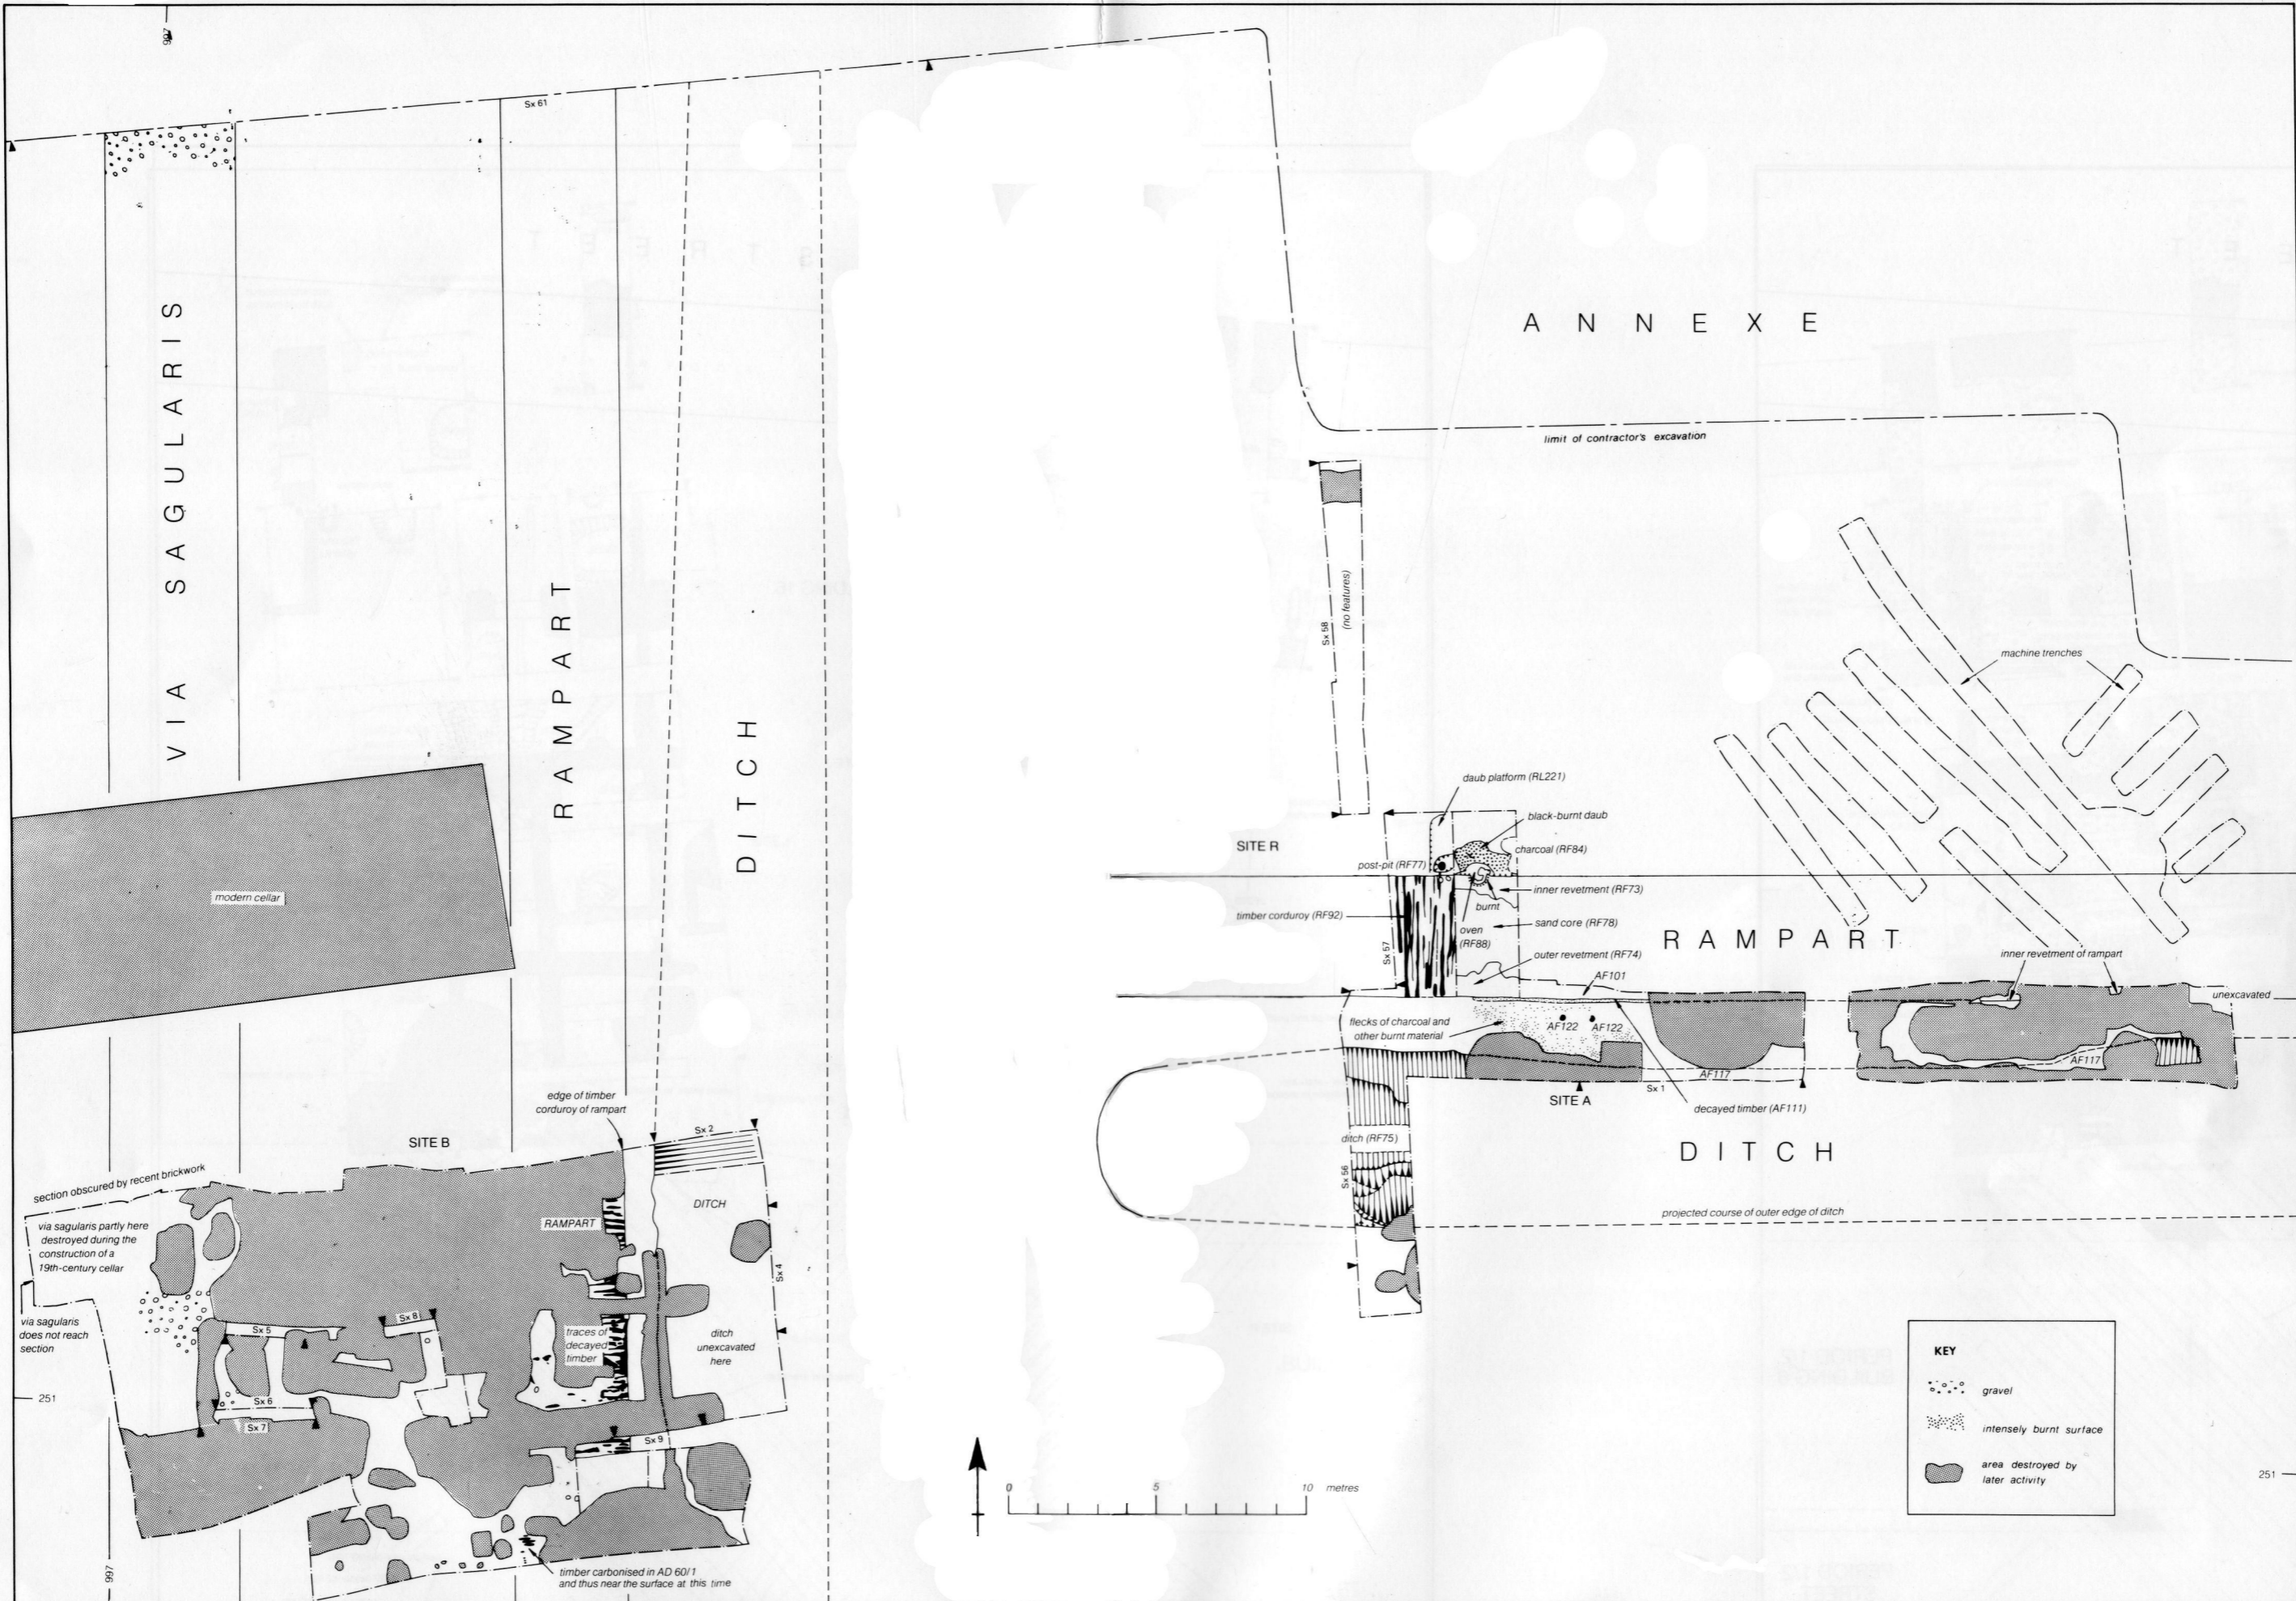 997
Sx 61
VIA SAGULARIS
RAMPART
DITCH
ANNEXE
limit of contractor's excavation
Sx 58
(no features)
machine trenches
modern cellar
daub platform (RL221)
black-burnt daub
SITE R
charcoal (RF84)
post-pit (RF77)
inner revetment (RF73)
burnt
timber corduroy (RF92)
sand core (RF78)
oven
(RF88)
RAMPART
Sx 57
outer revetment (RF74)
inner revetment of rampart
AF101
unexcavated
flecks of charcoal and
other burnt material
AF122
AF122
AF117
AF117
Sx 1
SITE A
decayed timber (AF111)
ditch (RF75)
DITCH
Sx 56
projected course of outer edge of ditch
edge of timber
corduroy of rampart
SITE B
Sx 2
section obscured by recent brickwork
via sagularis partly here
destroyed during the
construction of a
19th-century cellar
RAMPART
DITCH
Sx 4
via sagularis
does not reach
section
Sx 5
Sx 8
traces of
decayed
timber
ditch
unexcavated
here
251
Sx 6
Sx 7
Sx 9
997
timber carbonised in AD 60/1
and thus near the surface at this time
0 5 10 metres
KEY
gravel
intensely burnt surface
area destroyed by
later activity
251